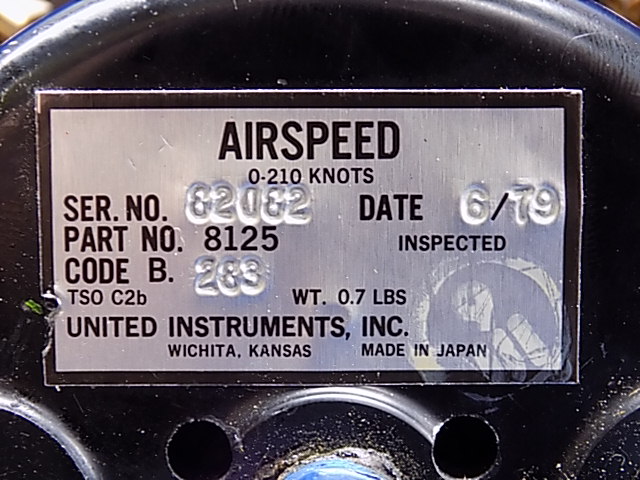 AIRSPEED
0-210 KNOTS
SER. NO. 82082 DATE 6/79
PART NO. 8125 INSPECTED
CODE B. 283
TSO C2b WT. 0.7 LBS
UNITED INSTRUMENTS, INC.
WICHITA, KANSAS MADE IN JAPAN